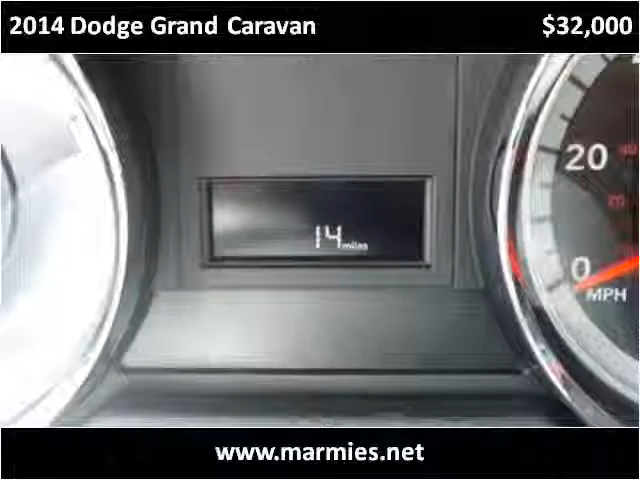 2014 Dodge Grand Caravan $32,000
14 miles
20
0
MPH
www.marmies.net